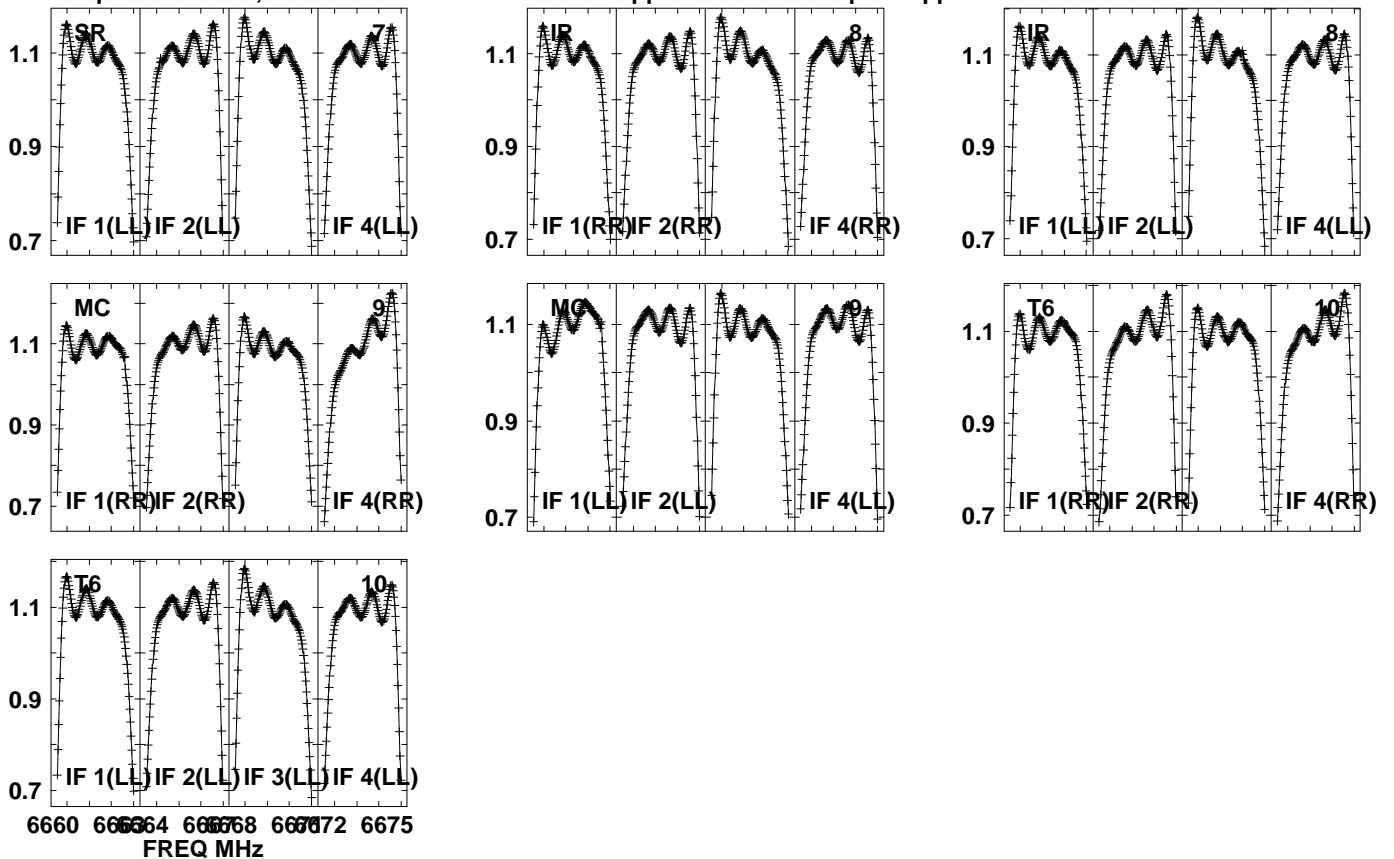 SR 7 IR 8 IR 8
1.1 1.1 1.1
0.9 0.9 0.9
IF 1(LL) IF 2(LL) IF 4(LL) IF 1(RR) IF 2(RR) IF 4(RR) IF 1(LL) IF 2(LL) IF 4(LL)
0.7 0.7 0.7
MC 9 MC 9 T6 10
1.1 1.1 1.1
0.9 0.9 0.9
IF 1(RR) IF 2(RR) IF 4(RR) IF 1(LL) IF 2(LL) IF 4(LL) IF 1(RR) IF 2(RR) IF 4(RR)
0.7 0.7 0.7
T6 10
1.1
0.9
IF 1(LL) IF 2(LL) IF 3(LL) IF 4(LL)
0.7
6660 6663 6664 6667 6668 6671 6672 6675
FREQ MHz